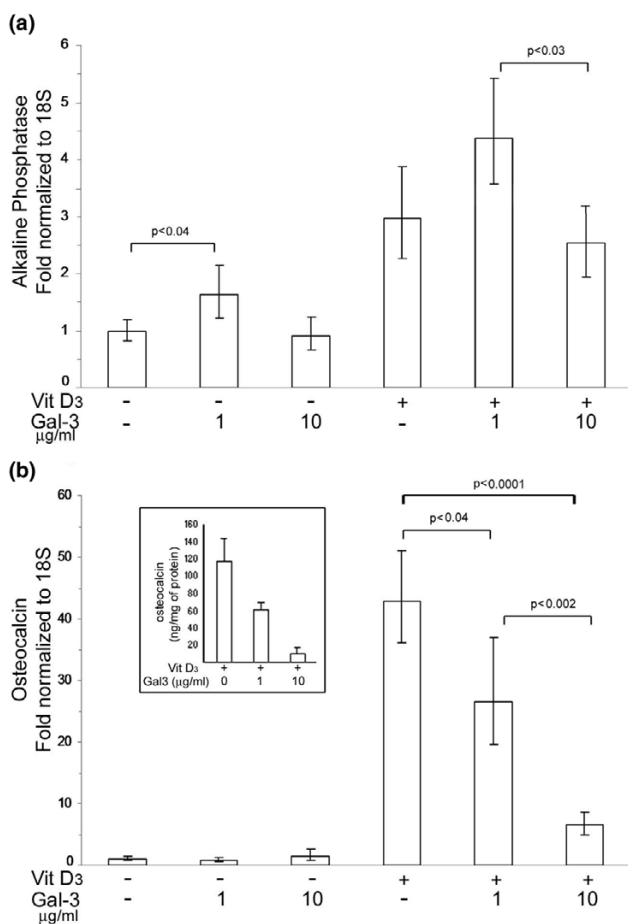 (a)
Alkaline Phosphatase
Fold normalized to 18S
6
5
4
3
2
1
0
p<0.04
p<0.03
Vit D3 - - - + + +
Gal-3 - 1 10 - 1 10
µg/ml
(b)
Osteocalcin
Fold normalized to 18S
60
50
40
30
20
10
0
p<0.0001
p<0.04
p<0.002
osteocalcin
(ng/mg of protein)
160
140
120
100
80
60
40
20
Vit D3 + + +
Gal3 (µg/ml) 0 1 10
Vit D3 - - - + + +
Gal-3 - 1 10 - 1 10
µg/ml